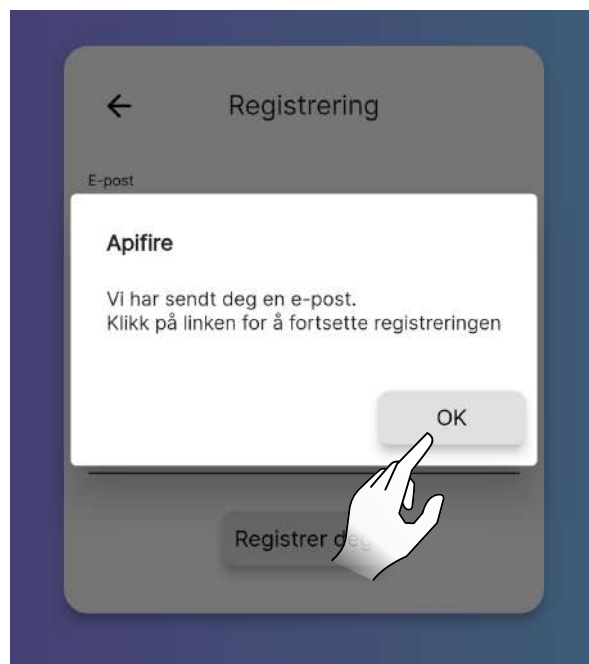 Registrering
E-post
Apifire
Vi har sendt deg en e-post.
Klikk på linken for å fortsette registreringen
OK
Registrer deg